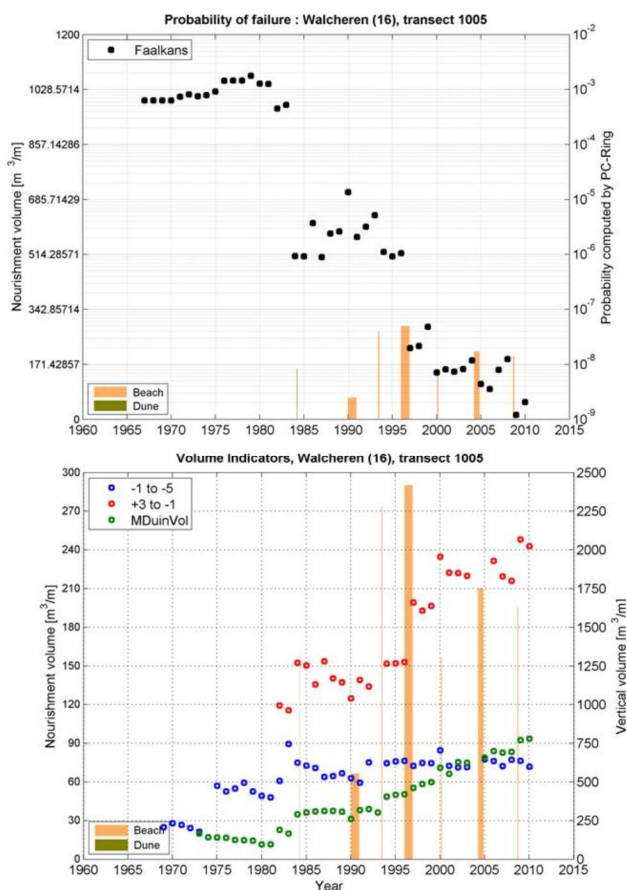 Probability of failure : Walcheren (16), transect 1005
Faalkans
Nourishment volume [m³/m]
1200
1028.5714
857.14286
685.71429
514.28571
342.85714
171.42857
0
10⁻²
10⁻³
10⁻⁴
10⁻⁵
10⁻⁶
10⁻⁷
10⁻⁸
10⁻⁹
Probability computed by PC-Ring
Beach
Dune
1960 1965 1970 1975 1980 1985 1990 1995 2000 2005 2010 2015
Volume Indicators, Walcheren (16), transect 1005
-1 to -5
+3 to -1
MDuinVol
Nourishment volume [m³/m]
300
270
240
210
180
150
120
90
60
30
0
2500
2250
2000
1750
1500
1250
1000
750
500
250
0
Vertical volume [m³/m]
Beach
Dune
1960 1965 1970 1975 1980 1985 1990 1995 2000 2005 2010 2015
Year